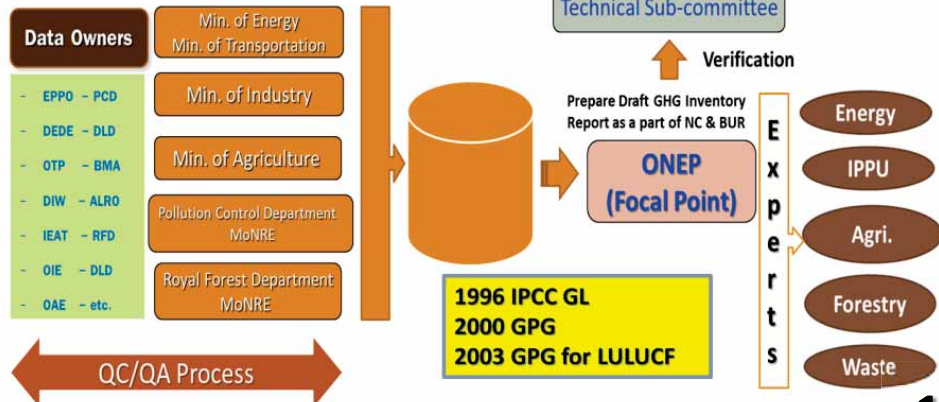 Technical Sub-committee
Data Owners
Min. of Energy
Min. of Transportation
Verification
- EPPO – PCD
- DEDE – DLD
- OTP – BMA
- DIW – ALRO
- IEAT – RFD
- OIE – DLD
- OAE – etc.
Min. of Industry
Min. of Agriculture
Pollution Control Department
MoNRE
Royal Forest Department
MoNRE
Prepare Draft GHG Inventory
Report as a part of NC & BUR
ONEP
(Focal Point)
Experts
Energy
IPPU
Agri.
Forestry
Waste
1996 IPCC GL
2000 GPG
2003 GPG for LULUCF
QC/QA Process